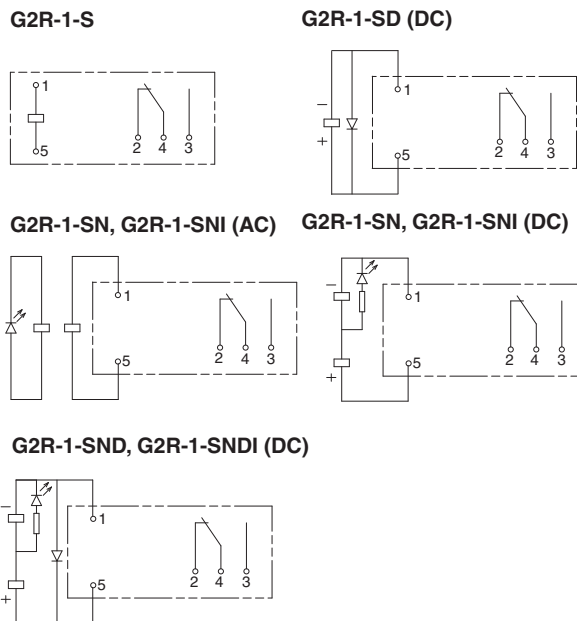 G2R-1-S
1
5
2 4 3
G2R-1-SD (DC)
−
+
1
5
2 4 3
G2R-1-SN, G2R-1-SNI (AC)
1
5
2 4 3
G2R-1-SN, G2R-1-SNI (DC)
−
+
1
5
2 4 3
G2R-1-SND, G2R-1-SNDI (DC)
−
+
1
5
2 4 3